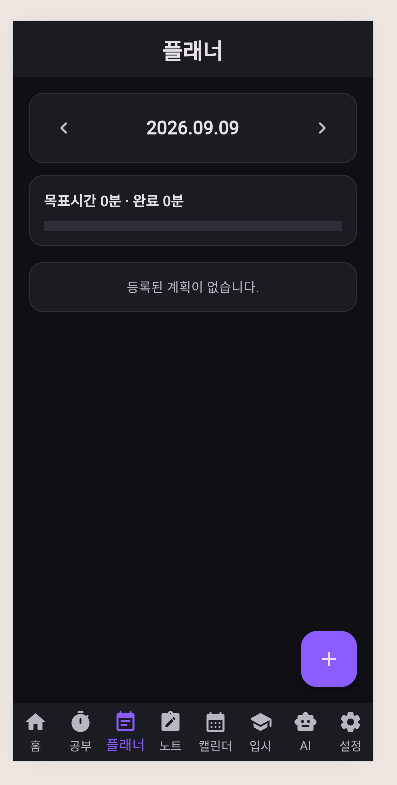 플래너
2026.09.09
목표시간 0분 · 완료 0분
등록된 계획이 없습니다.
홈
공부
플래너
노트
캘린더
입시
AI
설정